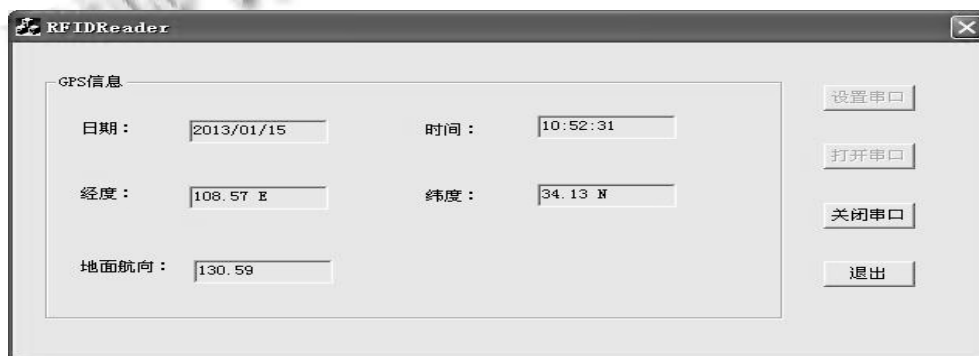 RFIDReader
GPS信息
日期： 2013/01/15 时间： 10:52:31
经度： 108.57 E 纬度： 34.13 N
地面航向： 130.59
设置串口
打开串口
关闭串口
退出